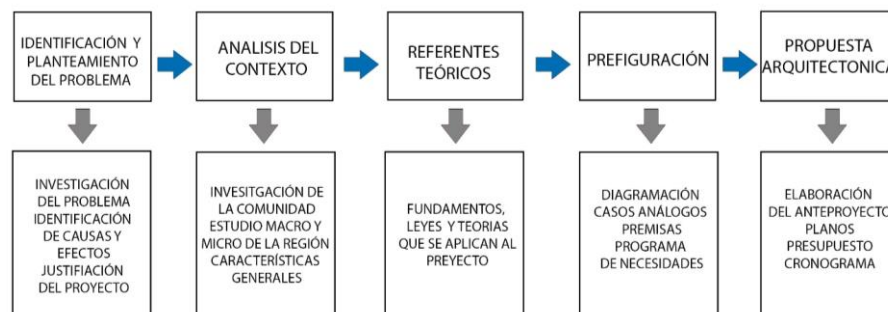 IDENTIFICACIÓN Y
PLANTEAMIENTO
DEL PROBLEMA
ANALISIS DEL
CONTEXTO
REFERENTES
TEÓRICOS
PREFIGURACIÓN
PROPUESTA
ARQUITECTONICA
INVESTIGACIÓN
DEL PROBLEMA
IDENTIFICACIÓN
DE CAUSAS Y
EFECTOS
JUSTIFIACIÓN
DEL PROYECTO
INVESITGACIÓN DE
LA COMUNIDAD
ESTUDIO MACRO Y
MICRO DE LA REGIÓN
CARACTERÍSTICAS
GENERALES
FUNDAMENTOS,
LEYES Y TEORIAS
QUE SE APLICAN AL
PREYECTO
DIAGRAMACIÓN
CASOS ANÁLOGOS
PREMISAS
PROGRAMA
DE NECESIDADES
ELABORACIÓN
DEL ANTEPROYECTO
PLANOS
PRESUPUESTO
CRONOGRAMA